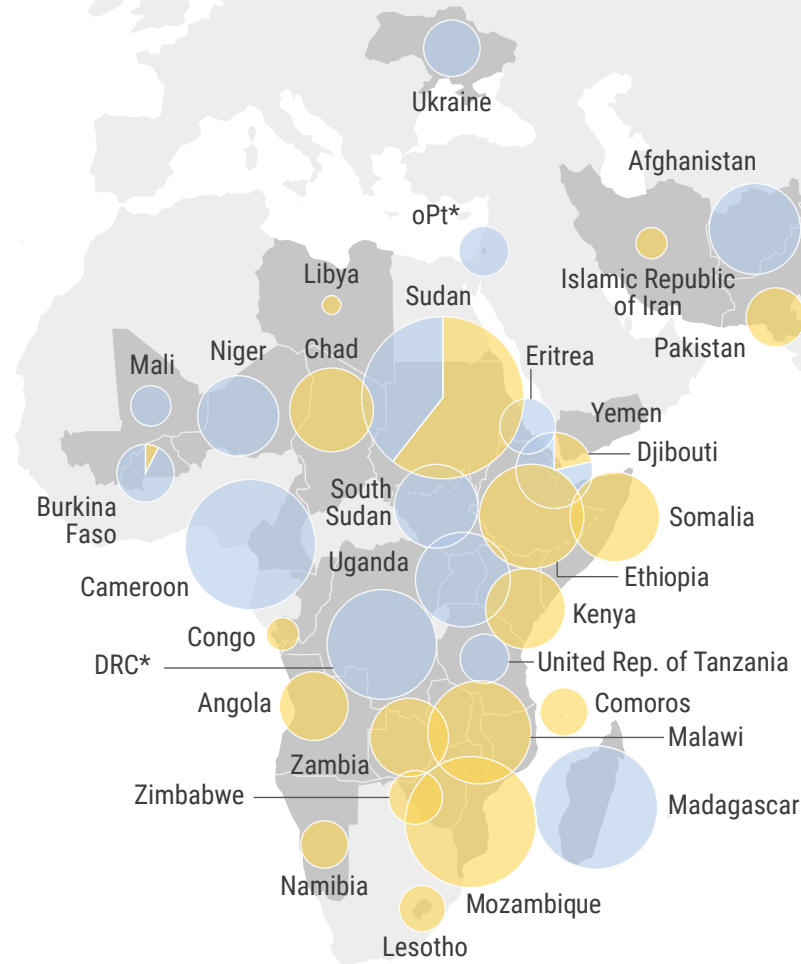 Ukraine
Afghanistan
oPt*
Islamic Republic
of Iran
Libya
Sudan
Pakistan
Mali
Niger
Chad
Eritrea
Yemen
Djibouti
South
Sudan
Burkina
Faso
Somalia
Uganda
Cameroon
Ethiopia
Kenya
Congo
DRC*
United Rep. of Tanzania
Angola
Comoros
Malawi
Zambia
Zimbabwe
Madagascar
Namibia
Mozambique
Lesotho